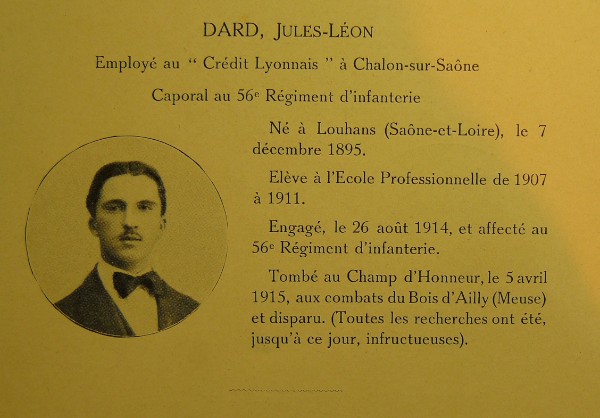 DARD, JULES-LÉON
Employé au " Crédit Lyonnais " à Chalon-sur-Saône
Caporal au 56e Régiment d'infanterie
Né à Louhans (Saône-et-Loire), le 7
décembre 1895.
Elève à l'Ecole Professionnelle de 1907
à 1911.
Engagé, le 26 août 1914, et affecté au
56e Régiment d'infanterie.
Tombé au Champ d'Honneur, le 5 avril
1915, aux combats du Bois d'Ailly (Meuse)
et disparu. (Toutes les recherches ont été,
jusqu'à ce jour, infructueuses).